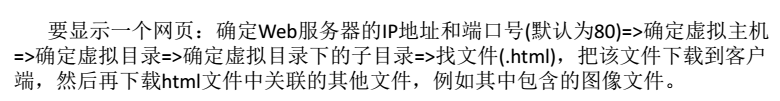 要显示一个网页：确定Web服务器的IP地址和端口号(默认为80)=>确定虚拟主机
=>确定虚拟目录=>确定虚拟目录下的子目录=>找文件(.html)，把该文件下载到客户
端，然后再下载html文件中关联的其他文件，例如其中包含的图像文件。